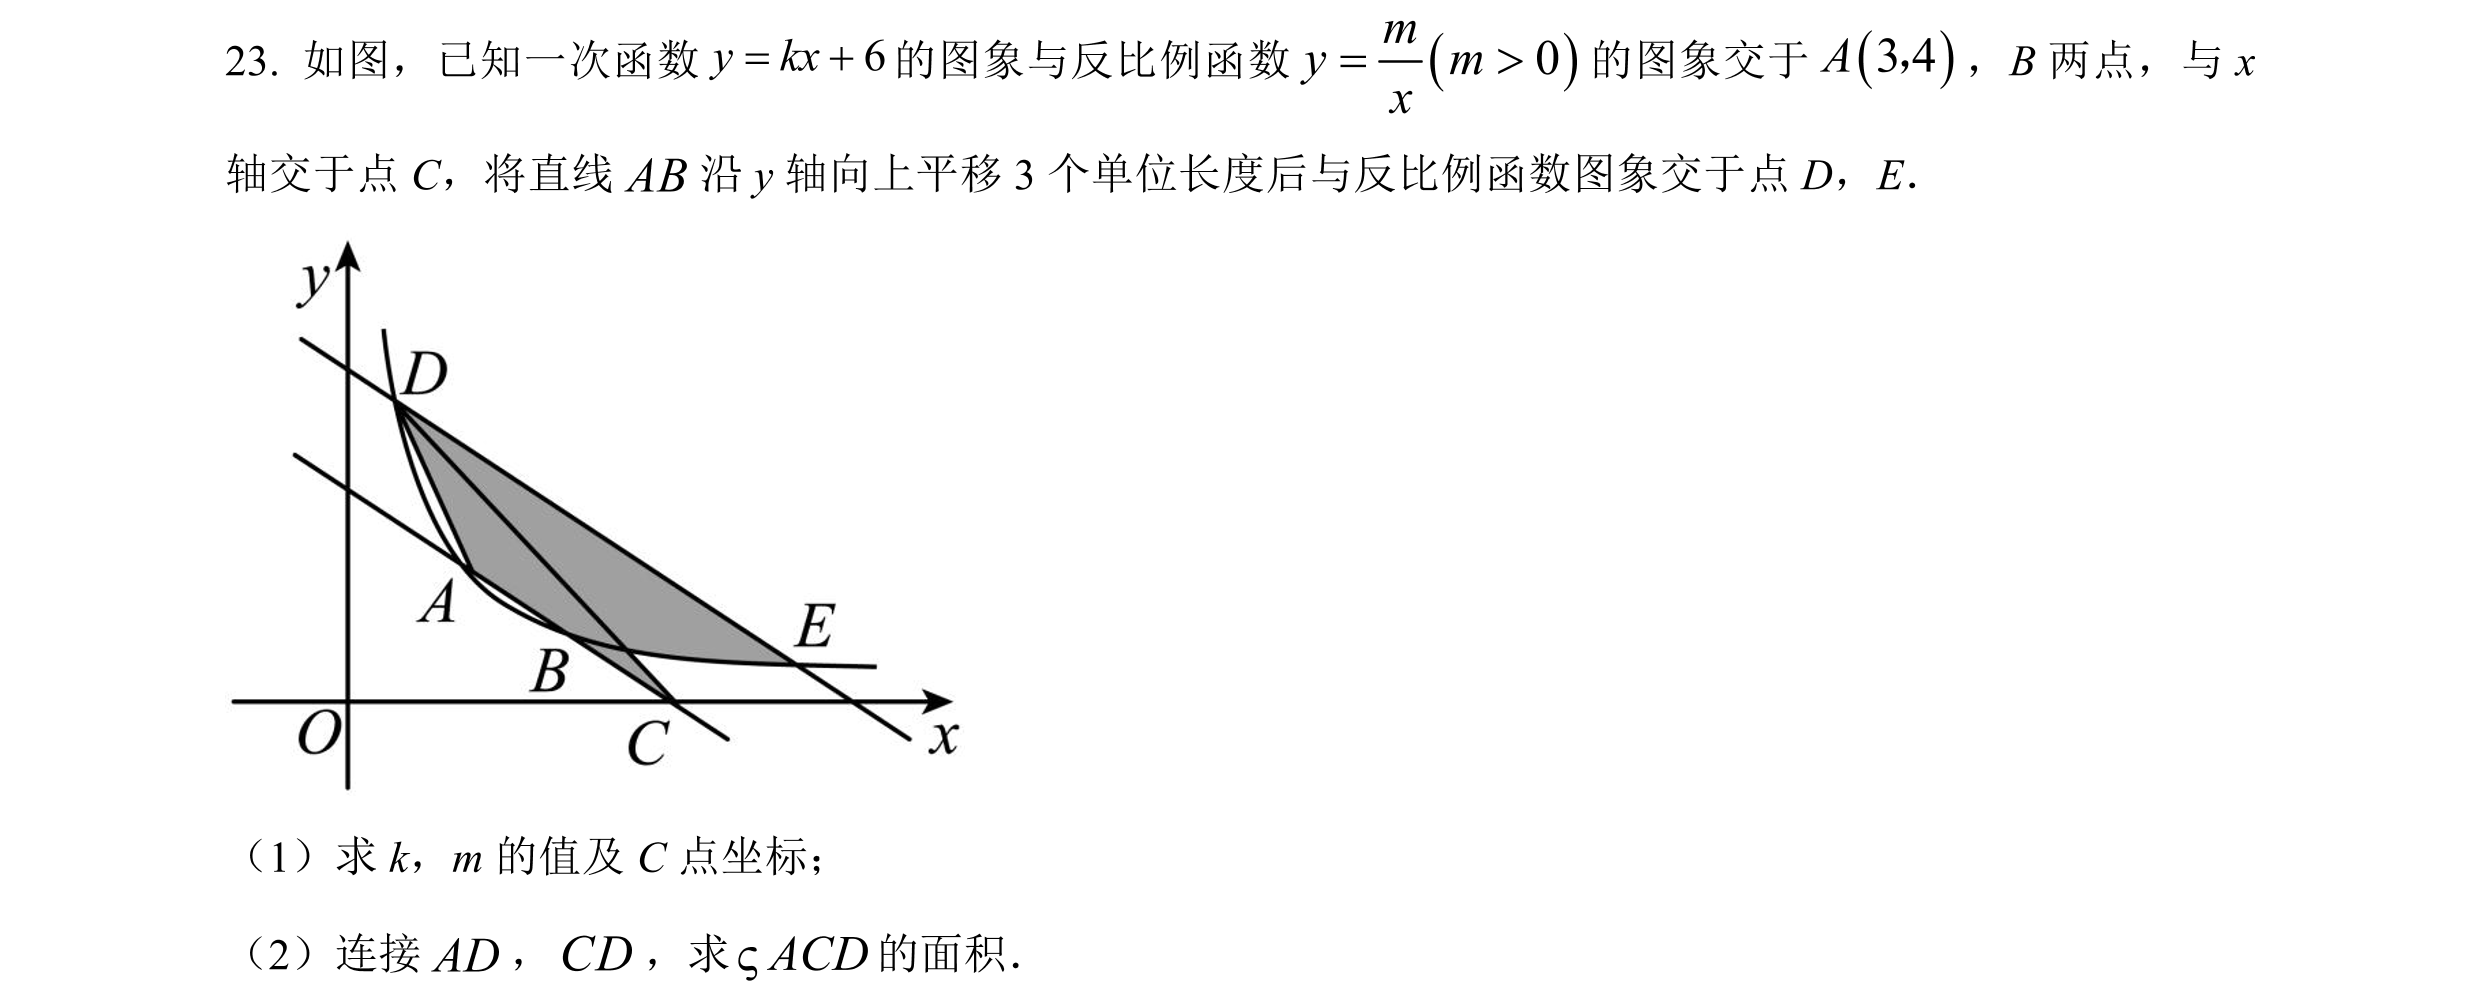 23. 如图，已知一次函数 y = kx + 6 的图象与反比例函数 y = m/x (m > 0) 的图象交于 A(3,4)，B 两点，与 x
轴交于点 C，将直线 AB 沿 y 轴向上平移 3 个单位长度后与反比例函数图象交于点 D，E．
y
D
A
E
B
O
C
x
（1）求 k，m 的值及 C 点坐标；
（2）连接 AD，CD，求 ς ACD 的面积．